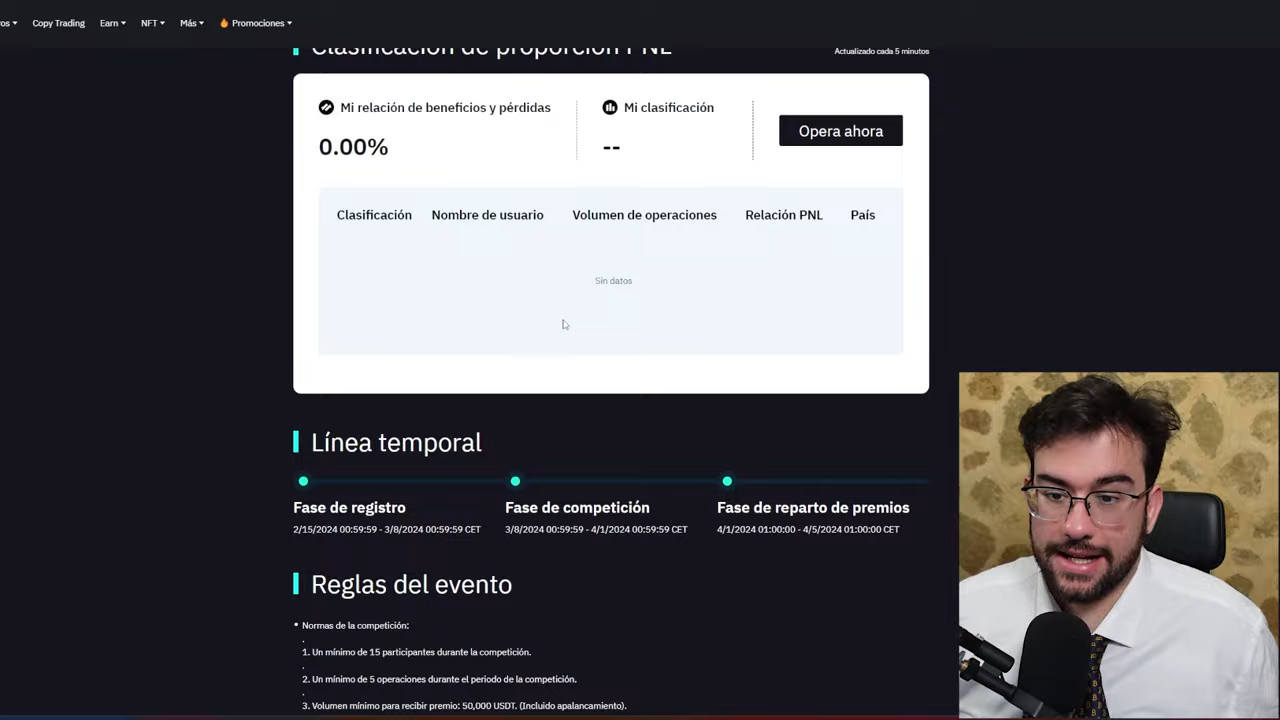 os Copy Trading Earn NFT Más Promociones
Clasificación de proporción PNL
Actualizado cada 5 minutos
Mi relación de beneficios y pérdidas
Mi clasificación
Opera ahora
0.00%
--
Clasificación Nombre de usuario Volumen de operaciones Relación PNL País
Sin datos
Línea temporal
Fase de registro
2/15/2024 00:59:59 - 3/8/2024 00:59:59 CET
Fase de competición
3/8/2024 00:59:59 - 4/1/2024 00:59:59 CET
Fase de reparto de premios
4/1/2024 01:00:00 - 4/5/2024 01:00:00 CET
Reglas del evento
• Normas de la competición:
.
1. Un mínimo de 15 participantes durante la competición.
.
2. Un mínimo de 5 operaciones durante el periodo de la competición.
.
3. Volumen mínimo para recibir premio: 50,000 USDT. (Incluido apalancamiento).